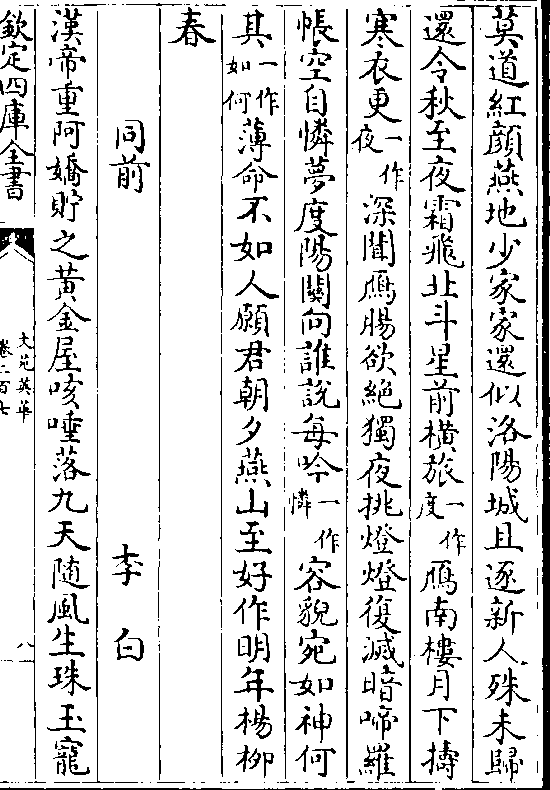 莫道紅顔燕地少家家還似洛陽城且逐新人殊未歸
還令秋至夜霜飛北斗星前横旅一作度鴈南樓月下擣
寒衣更一作夜深聞鴈腸欲絶獨夜挑燈燈復滅暗啼羅
帳空自憐夢度陽關向誰說每吟一作憐容貌宛如神何
其一作如何薄命不如人願君朝夕燕山至好作明年楊柳
春
同前 李白
漢帝重阿嬌貯之黄金屋咳唾落九天随風生珠玉寵
欽定四庫全書
文苑英華
卷二百七
八